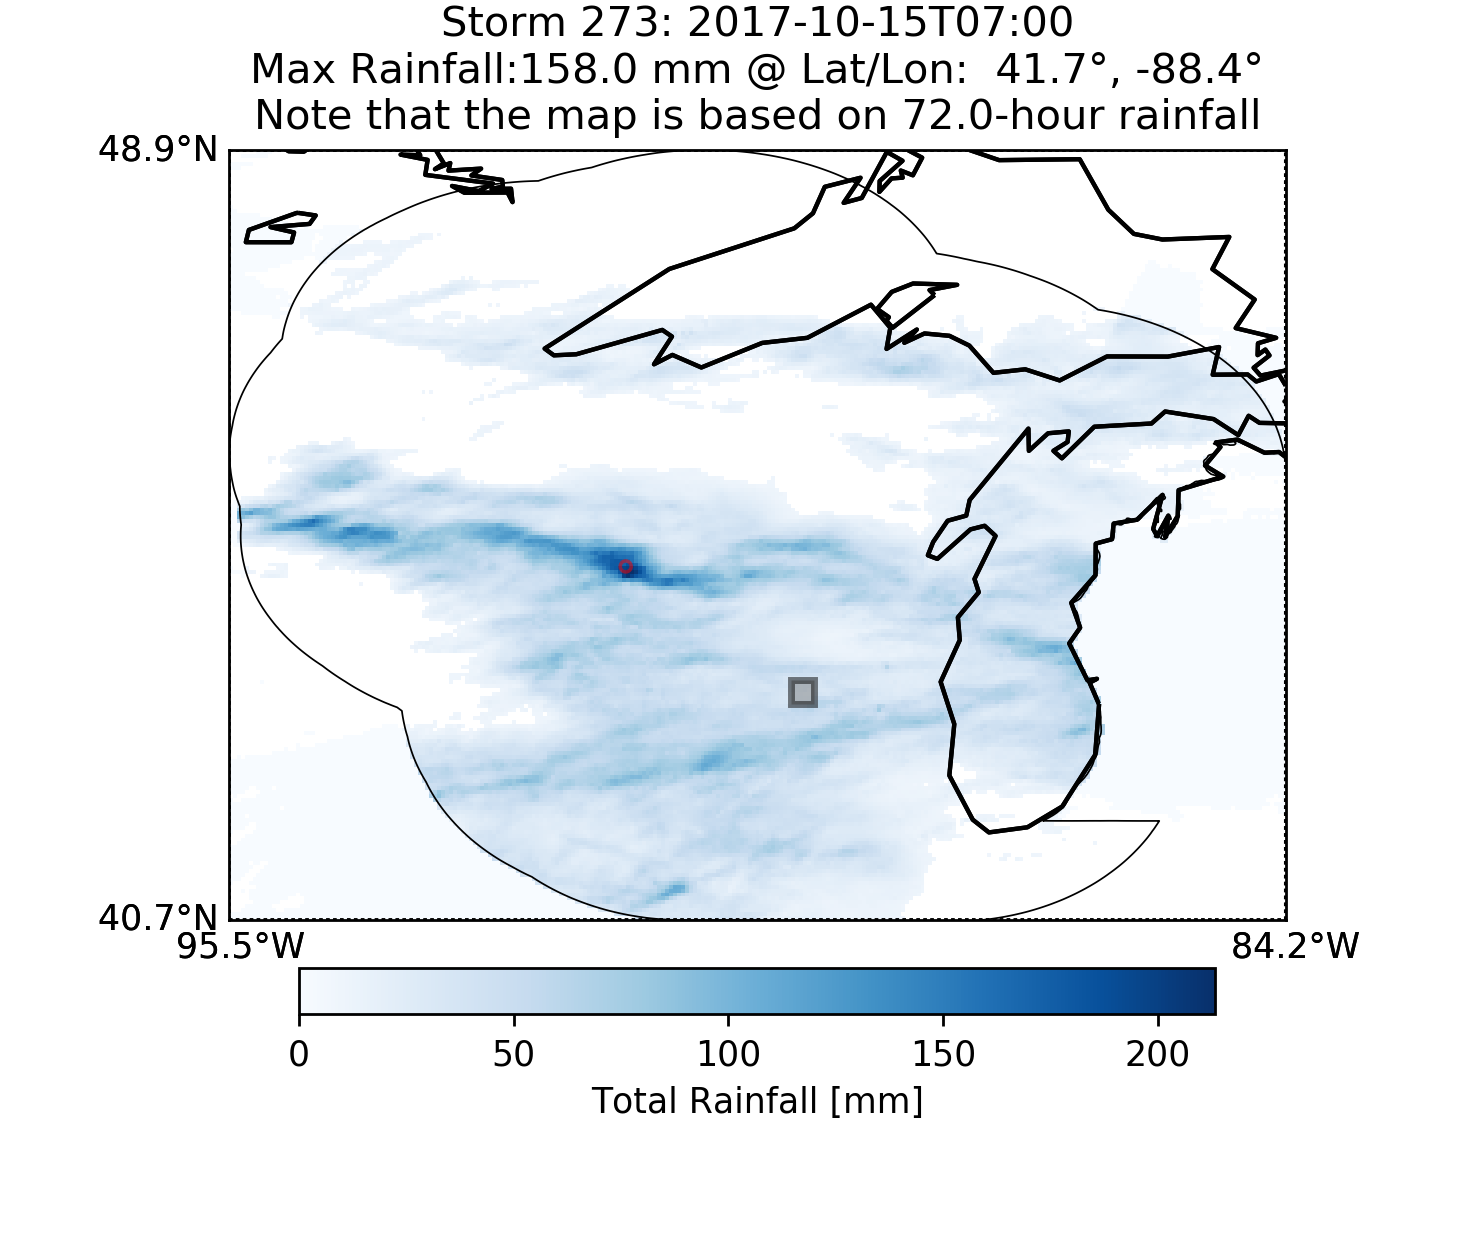 Storm 273: 2017-10-15T07:00
Max Rainfall:158.0 mm @ Lat/Lon:  41.7°, -88.4°
Note that the map is based on 72.0-hour rainfall
48.9°N
40.7°N
95.5°W
84.2°W
0
50
100
150
200
Total Rainfall [mm]